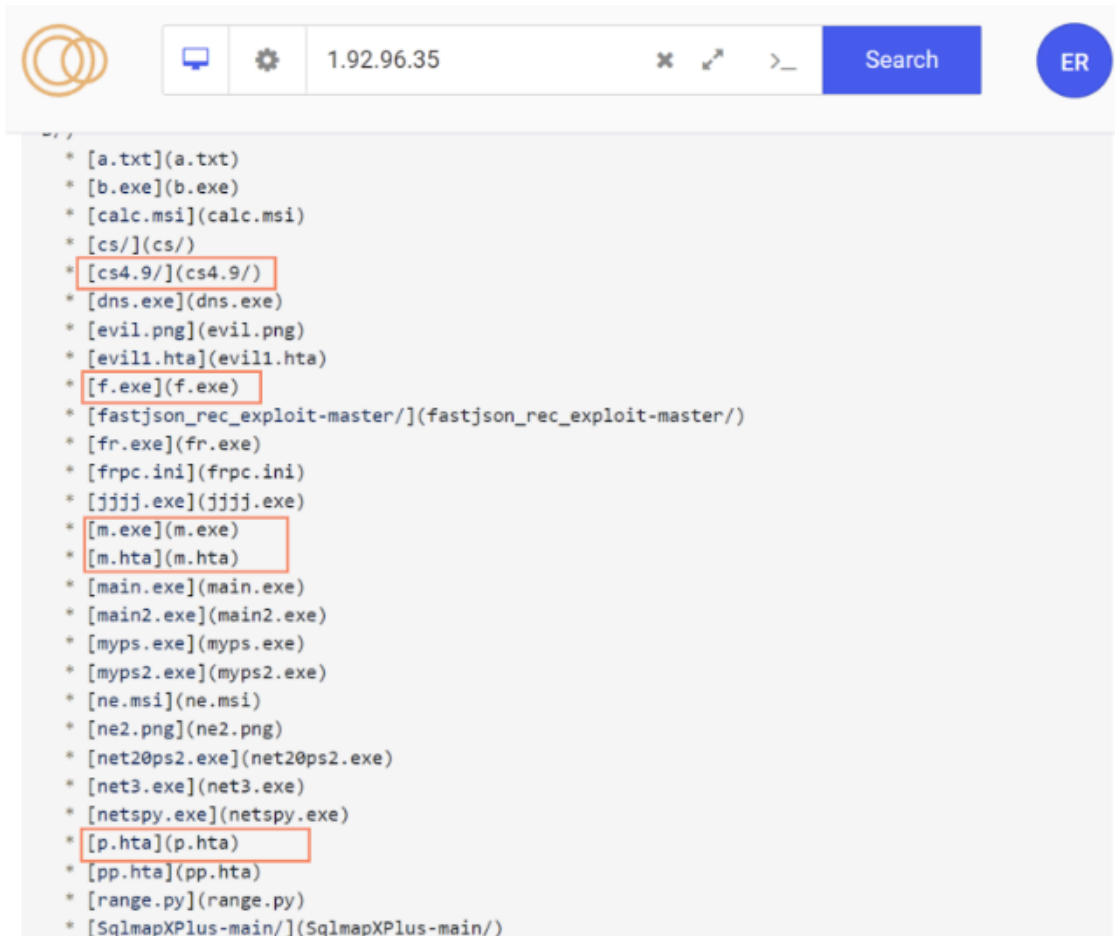 1.92.96.35
Search
ER
* [a.txt](a.txt)
* [b.exe](b.exe)
* [calc.msi](calc.msi)
* [cs/](cs/)
* [cs4.9/](cs4.9/)
* [dns.exe](dns.exe)
* [evil.png](evil.png)
* [evil1.hta](evil1.hta)
* [f.exe](f.exe)
* [fastjson_rec_exploit-master/](fastjson_rec_exploit-master/)
* [fr.exe](fr.exe)
* [frpc.ini](frpc.ini)
* [jjjj.exe](jjjj.exe)
* [m.exe](m.exe)
* [m.hta](m.hta)
* [main.exe](main.exe)
* [main2.exe](main2.exe)
* [myps.exe](myps.exe)
* [myps2.exe](myps2.exe)
* [ne.msi](ne.msi)
* [ne2.png](ne2.png)
* [net20ps2.exe](net20ps2.exe)
* [net3.exe](net3.exe)
* [netspy.exe](netspy.exe)
* [p.hta](p.hta)
* [pp.hta](pp.hta)
* [range.py](range.py)
* [SqlmapXPlus-main/](SqlmapXPlus-main/)